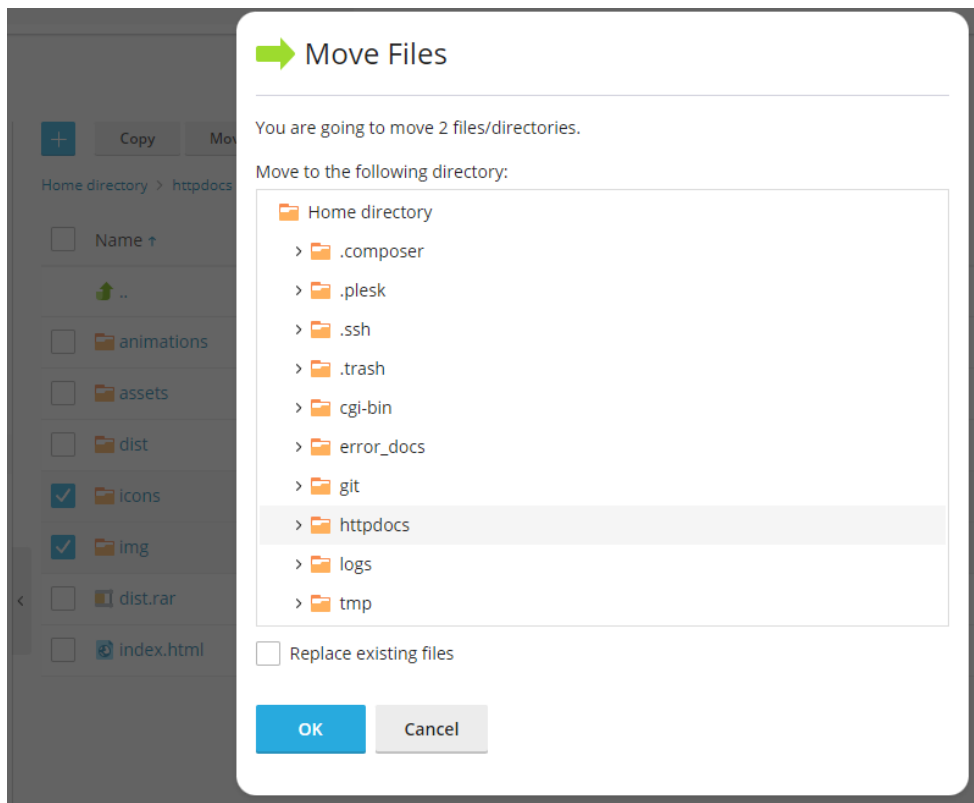 Move Files
You are going to move 2 files/directories.
Move to the following directory:
Home directory
.composer
.plesk
.ssh
.trash
cgi-bin
error_docs
git
httpdocs
logs
tmp
Replace existing files
OK Cancel
+ Copy Mov
Home directory > httpdocs
Name ↑
..
animations
assets
dist
icons
img
dist.rar
index.html